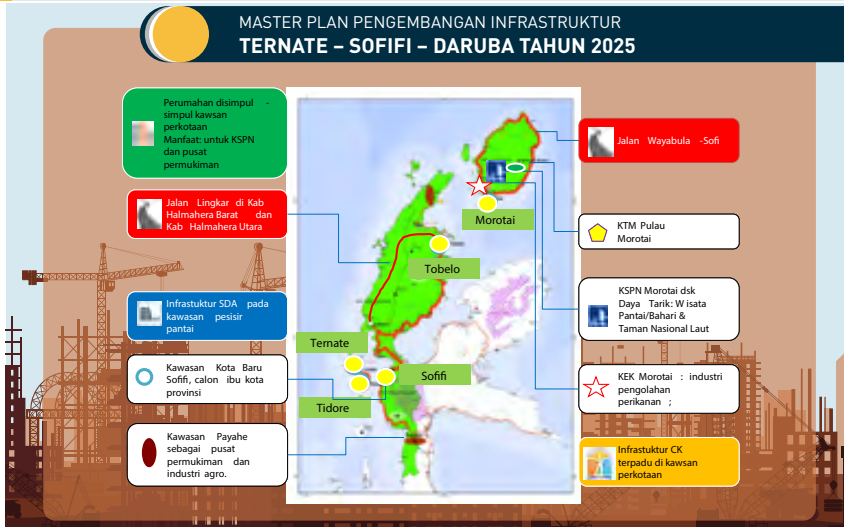 MASTER PLAN PENGEMBANGAN INFRASTRUKTUR
TERNATE – SOFIFI – DARUBA TAHUN 2025
Perumahan disimpul -
simpul kawsan
perkotaan
Manfaat: untuk KSPN
dan pusat
permukiman
Jalan Lingkar di Kab
Halmahera Barat dan
Kab Halmahera Utara
Infrastuktur SDA pada
kawasan pesisir
pantai
Kawasan Kota Baru
Sofifi, calon ibu kota
provinsi
Kawasan Payahe
sebagai pusat
permukiman dan
industri agro.
Morotai
Tobelo
Ternate
Sofifi
Tidore
Jalan Wayabula -Sofi
KTM Pulau
Morotai
KSPN Morotai dsk
Daya Tarik: W isata
Pantai/Bahari &
Taman Nasional Laut
KEK Morotai : industri
pengolahan
perikanan ;
Infrastuktur CK
terpadu di kawsan
perkotaan